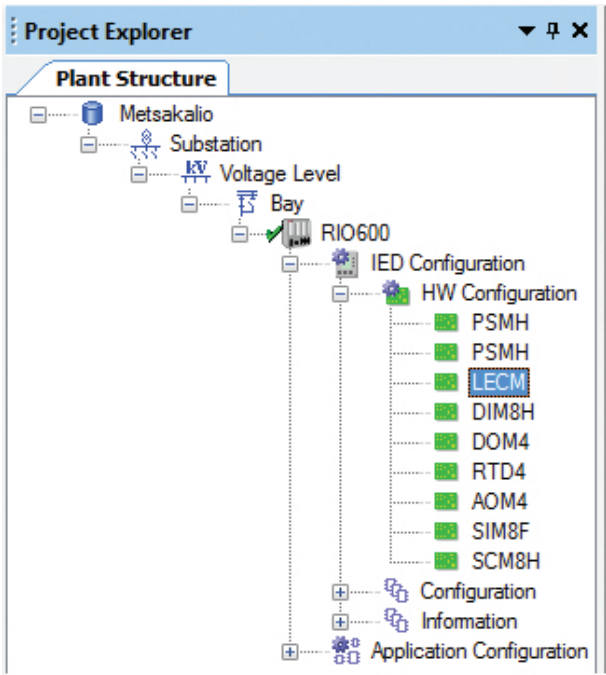 Project Explorer
Plant Structure
Metsakalio
Substation
kV Voltage Level
Bay
RIO600
IED Configuration
HW Configuration
PSMH
PSMH
LECM
DIM8H
DOM4
RTD4
AOM4
SIM8F
SCM8H
Configuration
Information
Application Configuration